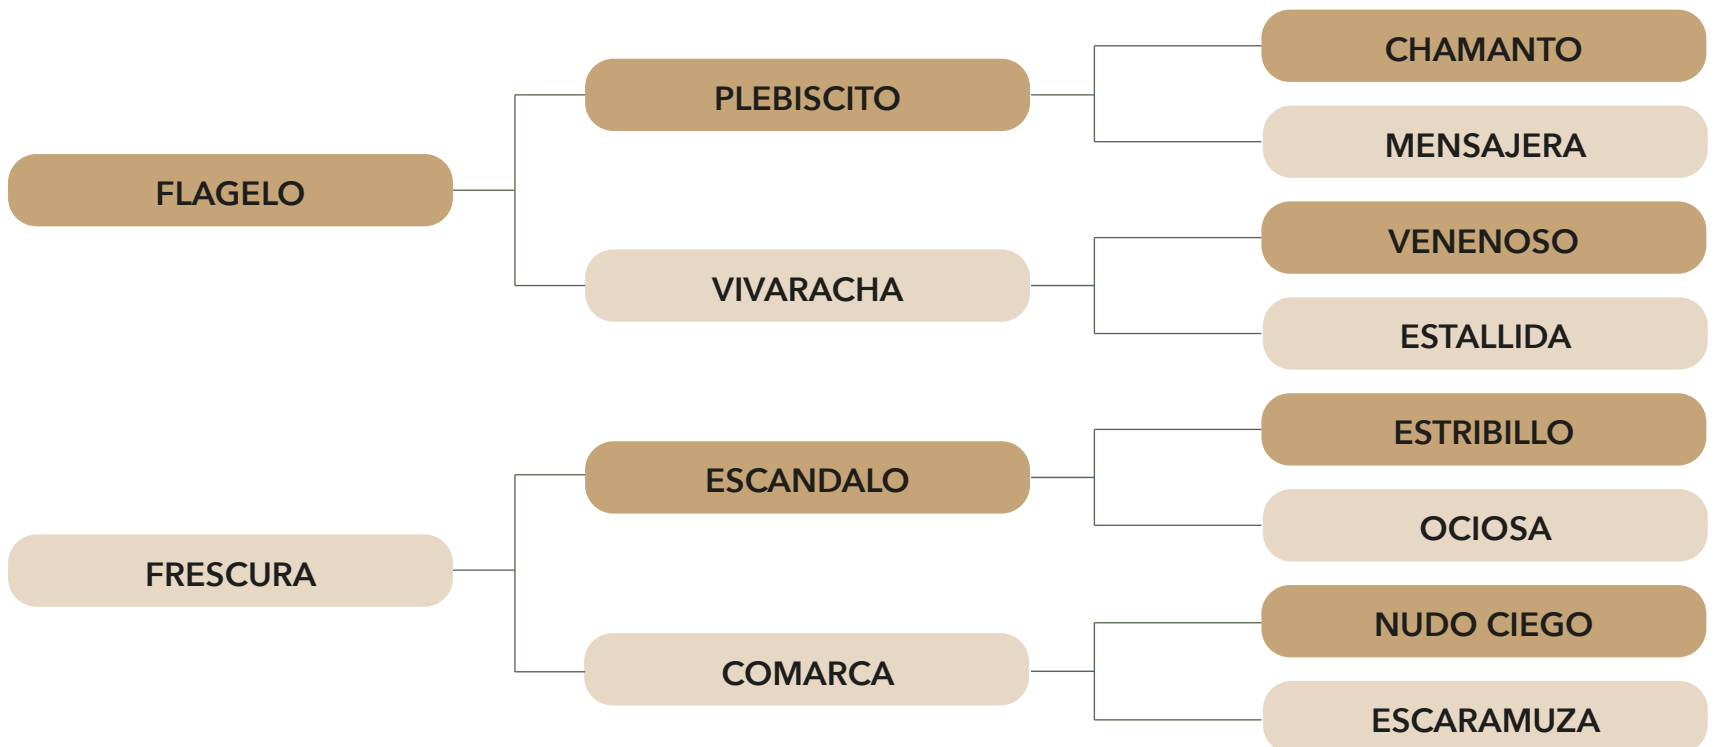 FLAGELO
FRESCURA
PLEBISCITO
VIVARACHA
ESCANDALO
COMARCA
CHAMANTO
MENSAJERA
VENENOSO
ESTALLIDA
ESTRIBILLO
OCIOSA
NUDO CIEGO
ESCARAMUZA